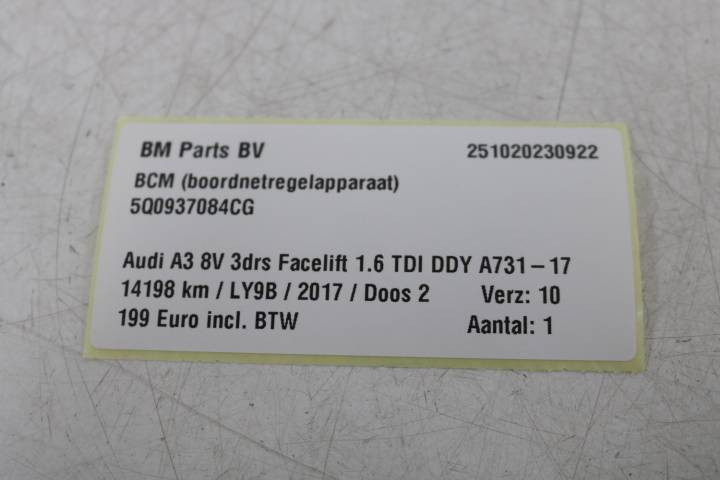 BM Parts BV 251020230922
BCM (boordnetregelapparaat)
5Q0937084CG
Audi A3 8V 3drs Facelift 1.6 TDI DDY A731-17
14198 km / LY9B / 2017 / Doos 2 Verz: 10
199 Euro incl. BTW Aantal: 1